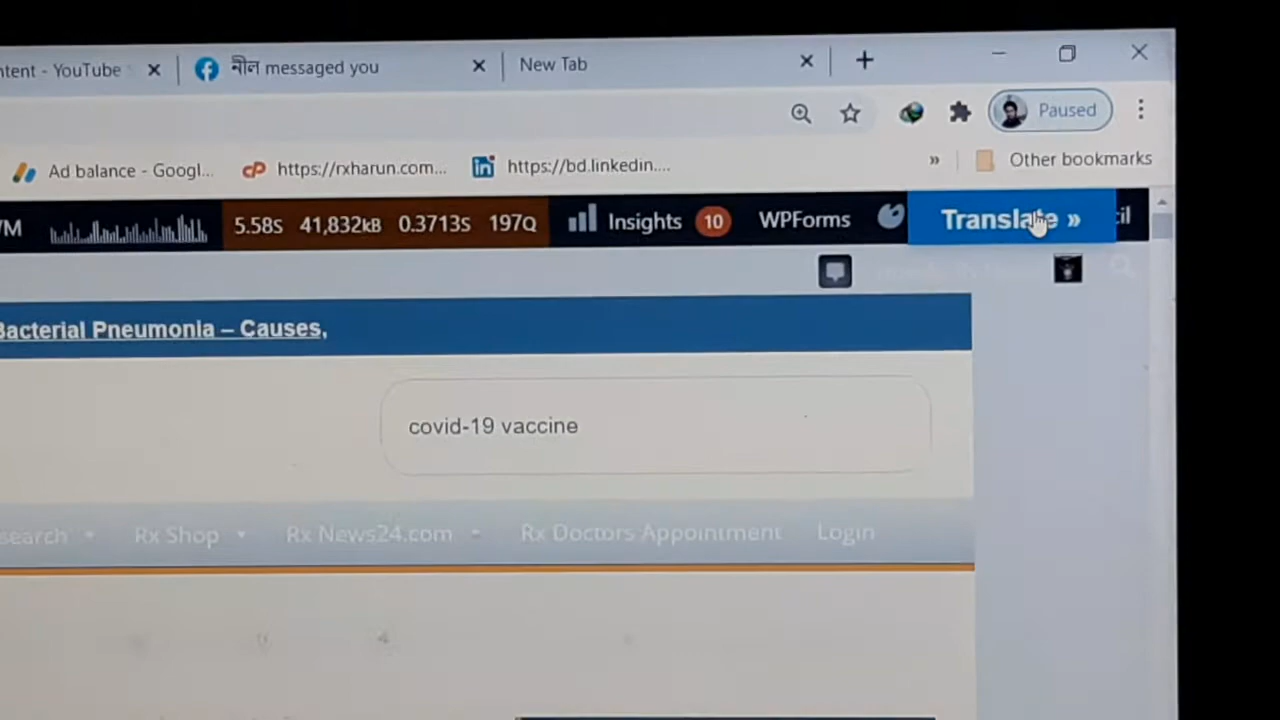 ntent - YouTube
নীল messaged you
New Tab
Paused
Ad balance - Googl...
https://rxharun.com...
https://bd.linkedin....
»
Other bookmarks
5.58S 41,832kB 0.3713S 197Q
Insights 10
WPForms
Translate »
Bacterial Pneumonia – Causes,
covid-19 vaccine
search
Rx Shop
Rx News24.com
Rx Doctors Appointment
Login